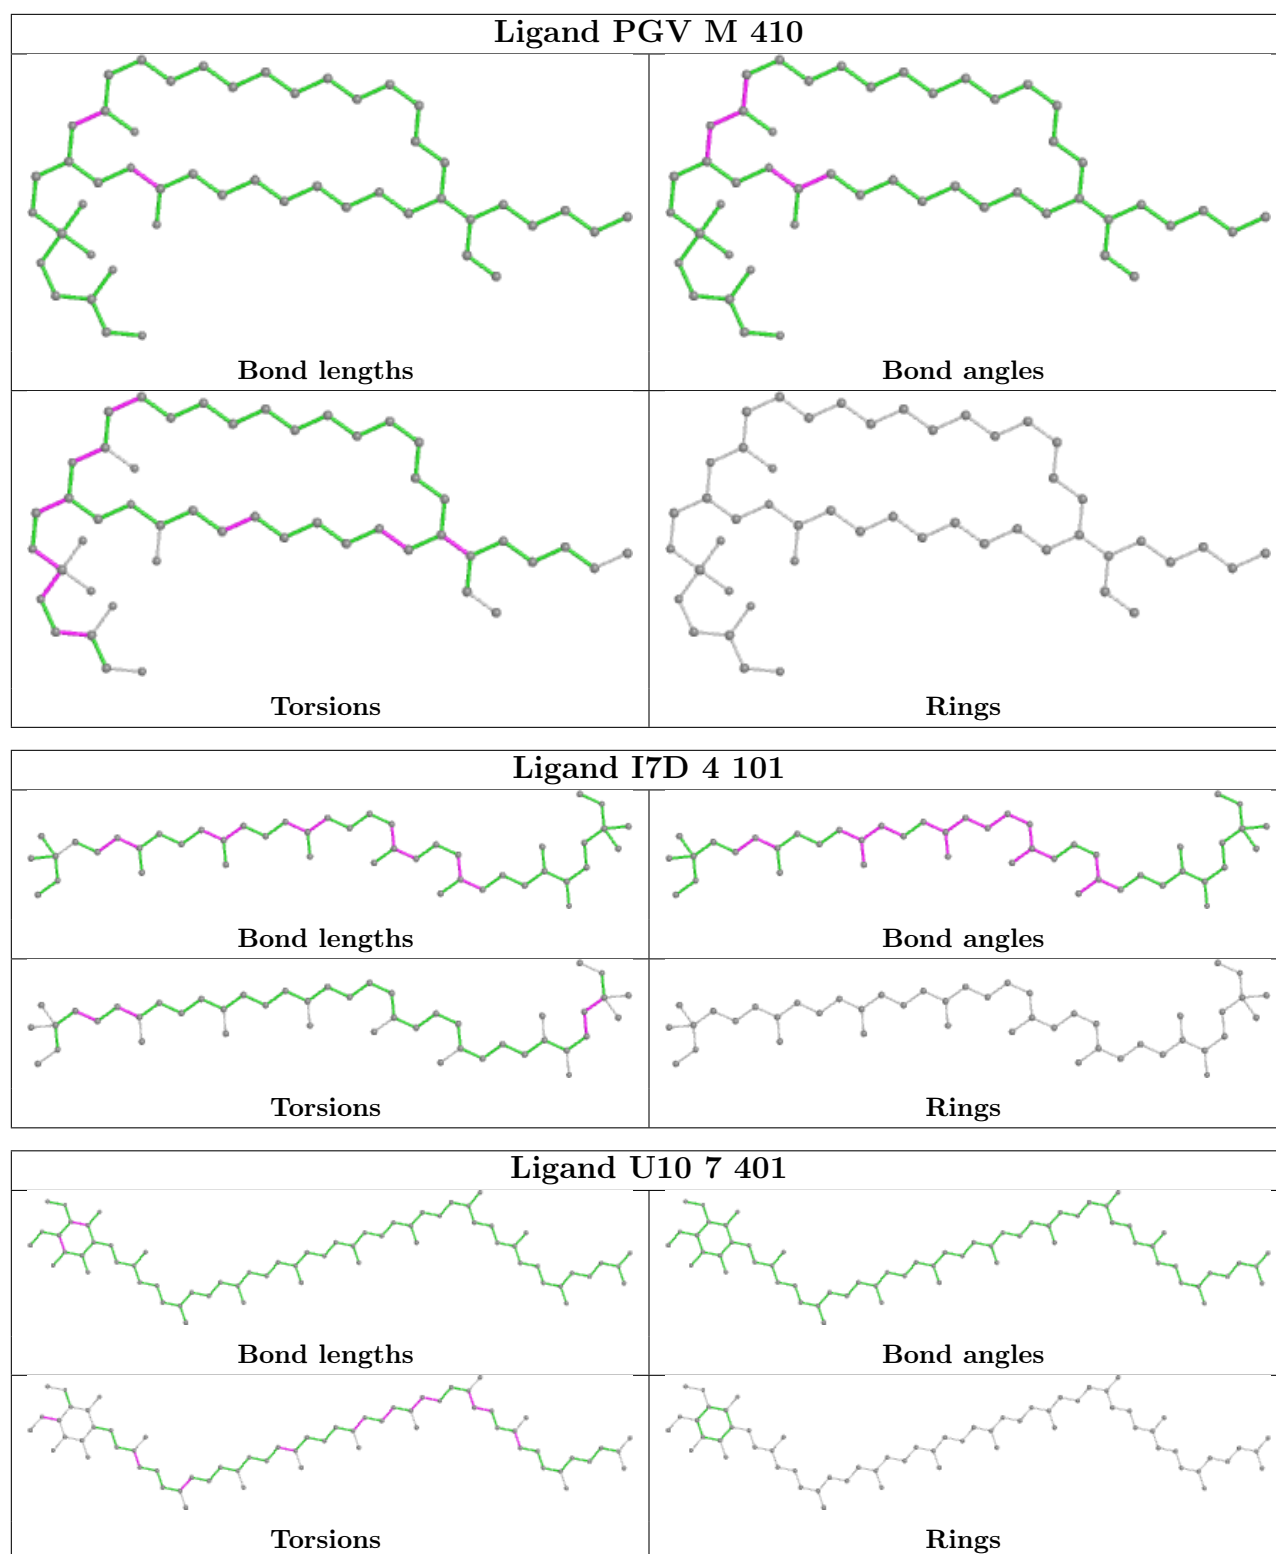 Ligand PGV M 410
Bond lengths
Bond angles
Torsions
Rings
Ligand I7D 4 101
Bond lengths
Bond angles
Torsions
Rings
Ligand U10 7 401
Bond lengths
Bond angles
Torsions
Rings